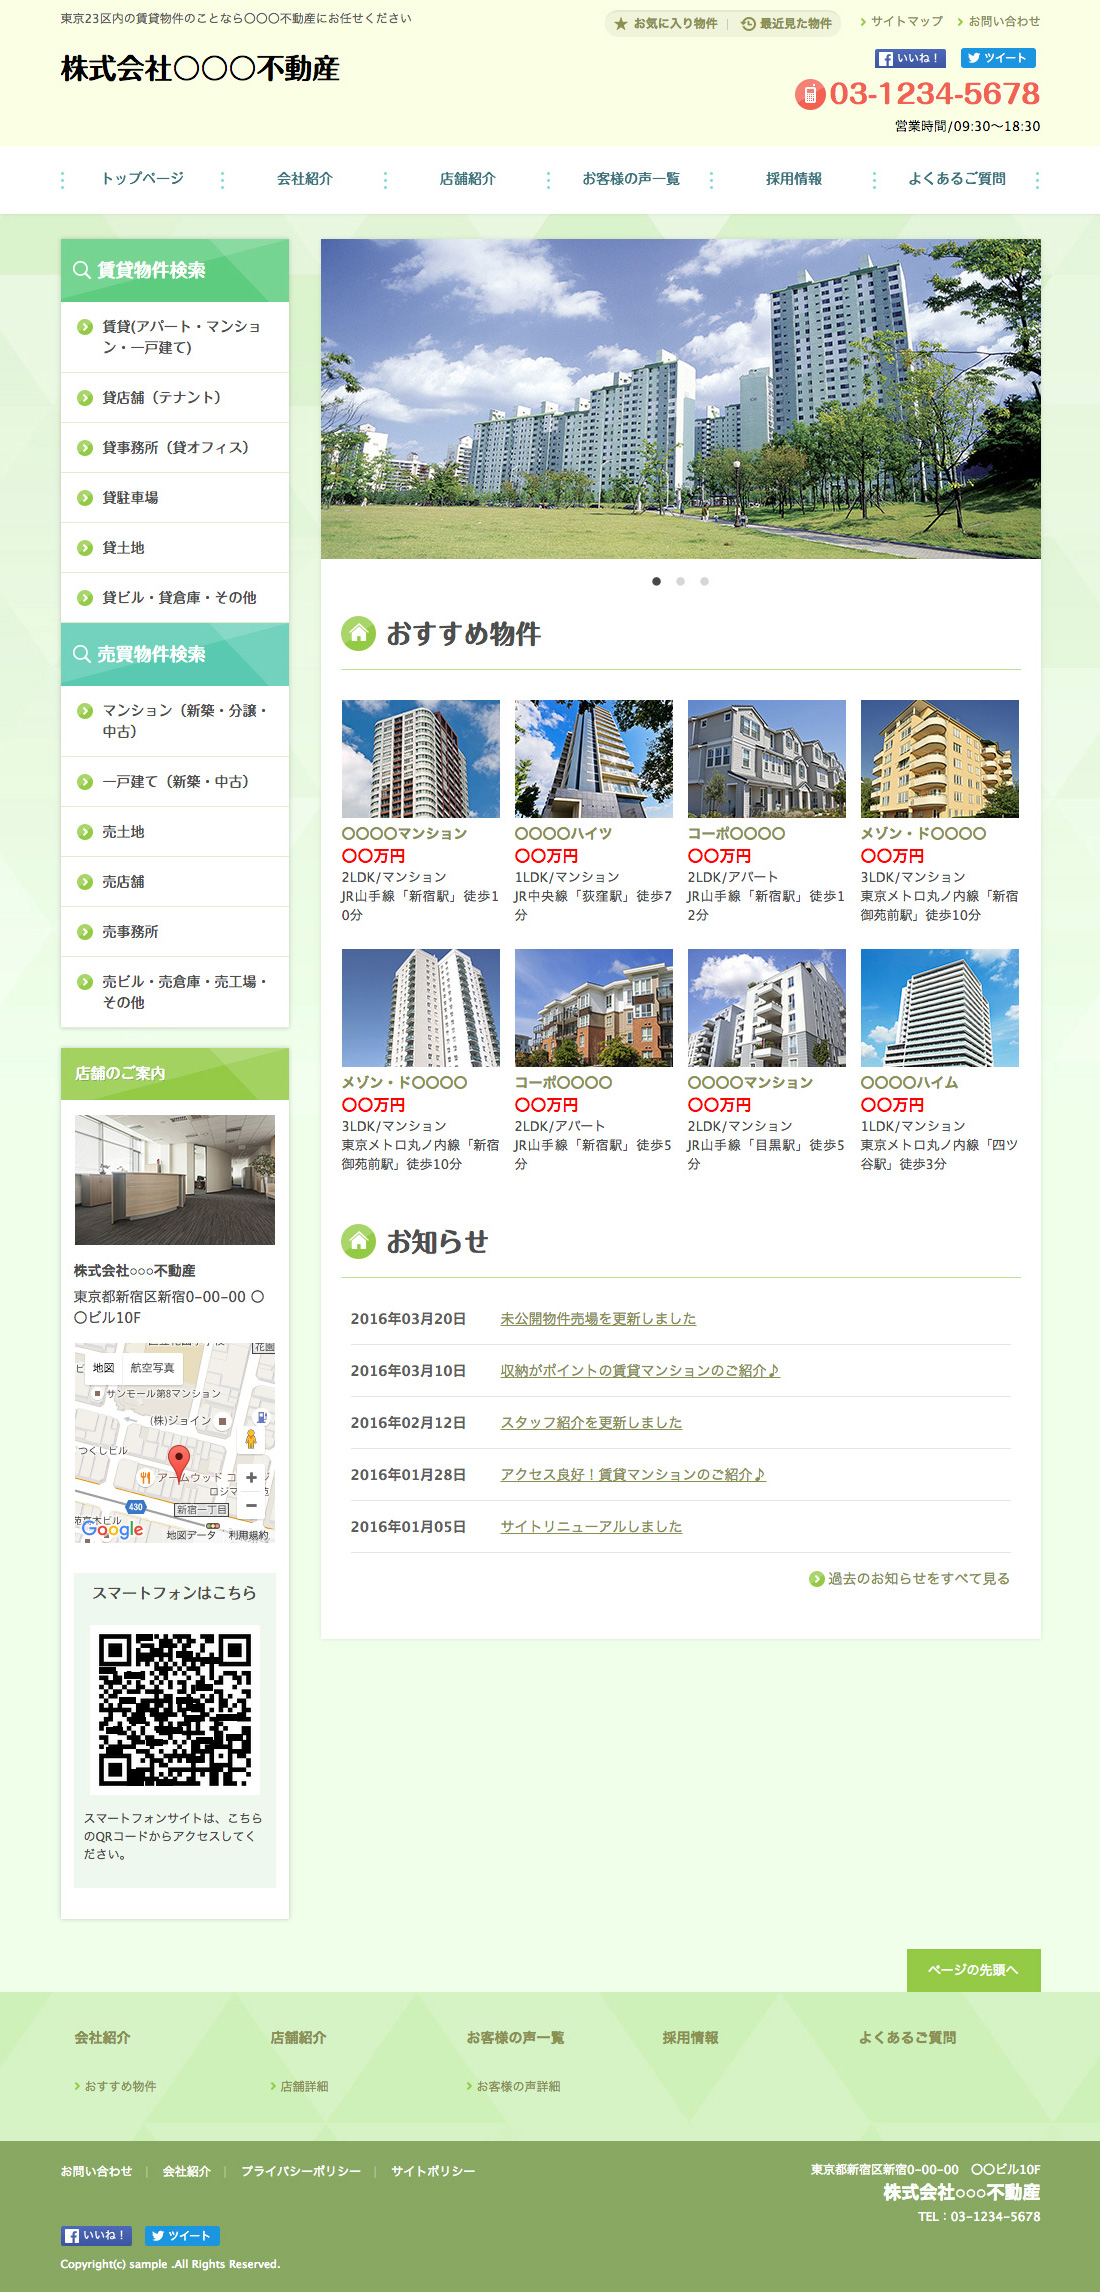 東京23区内の賃貸物件のことなら〇〇〇不動産にお任せください
お気に入り物件
最近見た物件
サイトマップ
お問い合わせ
株式会社〇〇〇不動産
いいね！
ツイート
03-1234-5678
営業時間/09:30〜18:30
トップページ
会社紹介
店舗紹介
お客様の声一覧
採用情報
よくあるご質問
賃貸物件検索
賃貸(アパート・マンショ
ン・一戸建て)
貸店舗（テナント）
貸事務所（貸オフィス）
貸駐車場
貸土地
貸ビル・貸倉庫・その他
売買物件検索
マンション（新築・分譲・
中古）
一戸建て（新築・中古）
売土地
売店舗
売事務所
売ビル・売倉庫・売工場・
その他
店舗のご案内
株式会社○○○不動産
東京都新宿区新宿0-00-00 〇
〇ビル10F
地図
航空写真
花園
サンモール第8マンション
(株)ジョイン
つくしビル
アームウッド コ
ロジマ
430
新宿一丁目
Google
地図データ
利用規約
スマートフォンはこちら
スマートフォンサイトは、こちら
のQRコードからアクセスしてく
ださい。
おすすめ物件
〇〇〇〇マンション
〇〇万円
2LDK/マンション
JR山手線「新宿駅」徒歩1
0分
〇〇〇〇ハイツ
〇〇万円
1LDK/マンション
JR中央線「荻窪駅」徒歩7
分
コーポ〇〇〇〇
〇〇万円
2LDK/アパート
JR山手線「新宿駅」徒歩1
2分
メゾン・ド〇〇〇〇
〇〇万円
3LDK/マンション
東京メトロ丸ノ内線「新宿
御苑前駅」徒歩10分
メゾン・ド〇〇〇〇
〇〇万円
3LDK/マンション
東京メトロ丸ノ内線「新宿
御苑前駅」徒歩10分
コーポ〇〇〇〇
〇〇万円
2LDK/アパート
JR山手線「新宿駅」徒歩5
分
〇〇〇〇マンション
〇〇万円
2LDK/マンション
JR山手線「目黒駅」徒歩5
分
〇〇〇〇ハイム
〇〇万円
1LDK/マンション
東京メトロ丸ノ内線「四ツ
谷駅」徒歩3分
お知らせ
2016年03月20日 未公開物件売場を更新しました
2016年03月10日 収納がポイントの賃貸マンションのご紹介♪
2016年02月12日 スタッフ紹介を更新しました
2016年01月28日 アクセス良好！賃貸マンションのご紹介♪
2016年01月05日 サイトリニューアルしました
過去のお知らせをすべて見る
ページの先頭へ
会社紹介
店舗紹介
お客様の声一覧
採用情報
よくあるご質問
おすすめ物件
店舗詳細
お客様の声詳細
お問い合わせ | 会社紹介 | プライバシーポリシー | サイトポリシー
東京都新宿区新宿0-00-00　〇〇ビル10F
株式会社○○○不動産
TEL：03-1234-5678
いいね！
ツイート
Copyright(c) sample .All Rights Reserved.